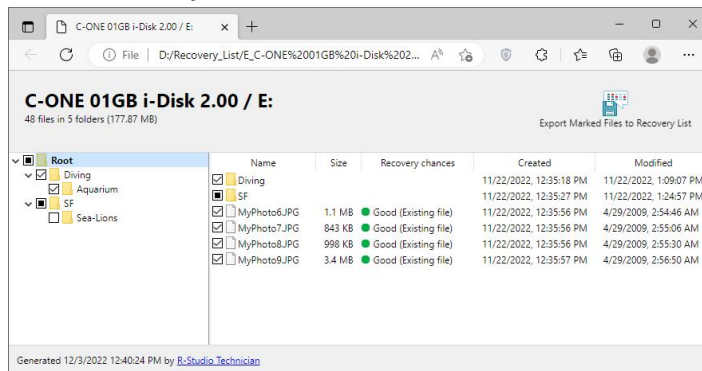 C-ONE 01GB i-Disk 2.00 / E:
File | D:/Recovery_List/E_C-ONE%2001GB%20i-Disk%202...
C-ONE 01GB i-Disk 2.00 / E:
48 files in 5 folders (177.87 MB)
Export Marked Files to Recovery List
Root
Diving
Aquarium
SF
Sea-Lions
Name Size Recovery chances Created Modified
Diving 11/22/2022, 12:35:18 PM 11/22/2022, 1:09:07 PM
SF 11/22/2022, 12:35:27 PM 11/22/2022, 1:24:57 PM
MyPhoto6.JPG 1.1 MB Good (Existing file) 11/22/2022, 12:35:56 PM 4/29/2009, 2:54:46 AM
MyPhoto7.JPG 843 KB Good (Existing file) 11/22/2022, 12:35:56 PM 4/29/2009, 2:55:06 AM
MyPhoto8.JPG 998 KB Good (Existing file) 11/22/2022, 12:35:56 PM 4/29/2009, 2:55:30 AM
MyPhoto9.JPG 3.4 MB Good (Existing file) 11/22/2022, 12:35:57 PM 4/29/2009, 2:56:50 AM
Generated 12/3/2022 12:40:24 PM by R-Studio Technician